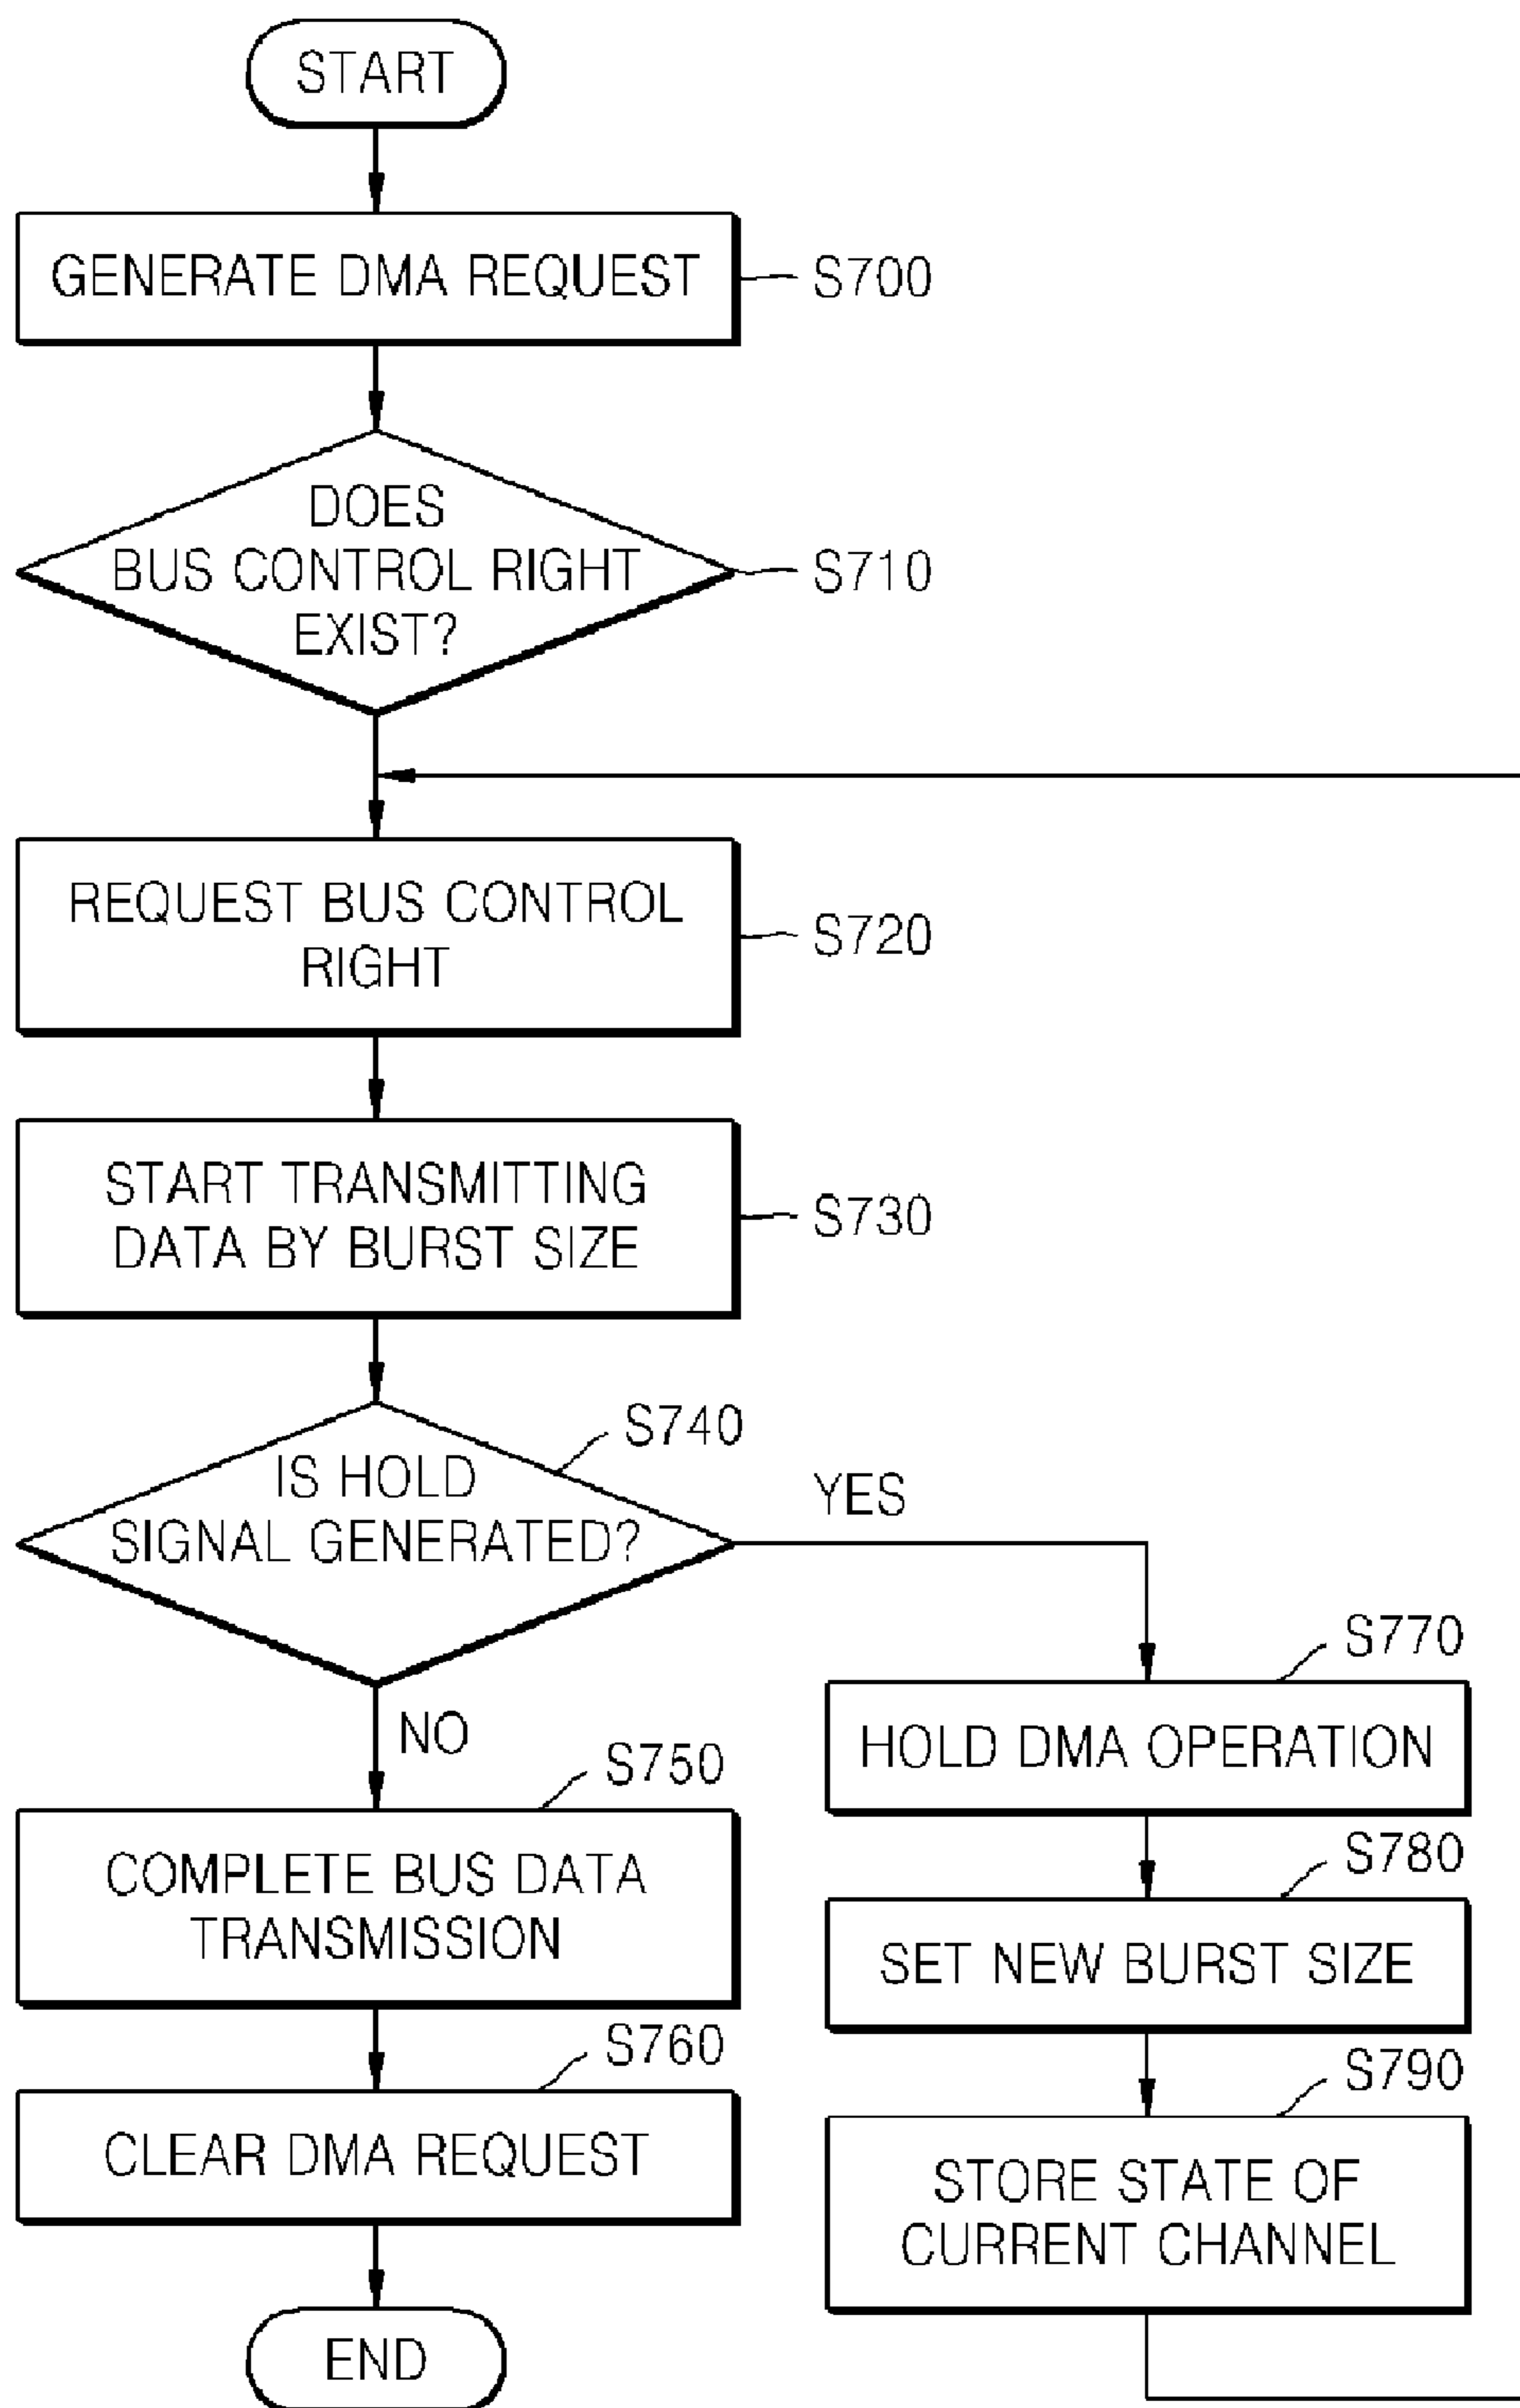 START
GENERATE DMA REQUEST
S700
DOES
BUS CONTROL RIGHT
EXIST?
S710
REQUEST BUS CONTROL
RIGHT
S720
START TRANSMITTING
DATA BY BURST SIZE
S730
S740
IS HOLD
SIGNAL GENERATED?
YES
NO
S750
COMPLETE BUS DATA
TRANSMISSION
S760
CLEAR DMA REQUEST
END
S770
HOLD DMA OPERATION
S780
SET NEW BURST SIZE
S790
STORE STATE OF
CURRENT CHANNEL